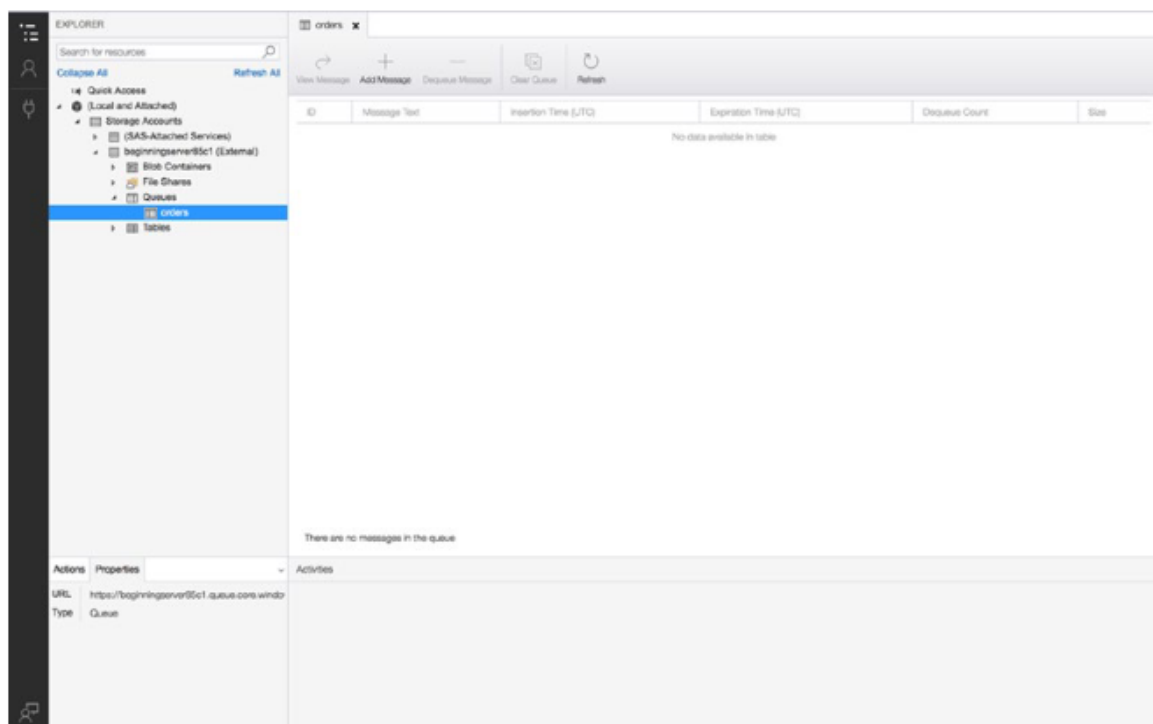 EXPLORER
Search for resources
Collapse All Refresh All
Quick Access
(Local and Attached)
Storage Accounts
(SAS-Attached Services)
beginningserver85c1 (External)
Blob Containers
File Shares
Queues
orders
Tables
orders
View Message Add Message Dequeue Message Clear Queue Refresh
ID Message Text Insertion Time (UTC) Expiration Time (UTC) Dequeue Count Size
No data available in table
There are no messages in the queue
Actions Properties
URL https://beginningserver85c1.queue.core.windo
Type Queue
Activities